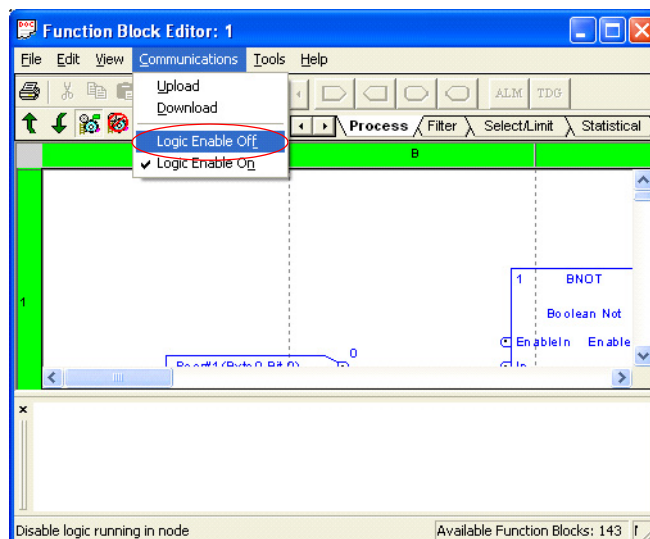 Function Block Editor: 1
File Edit View Communications Tools Help
Upload
Download
Logic Enable Off
Logic Enable On
ALM TDG
Process Filter Select/Limit Statistical
B
1
1 BNOT
Boolean Not
EnableIn Enable
In
0
Disable logic running in node
Available Function Blocks: 143